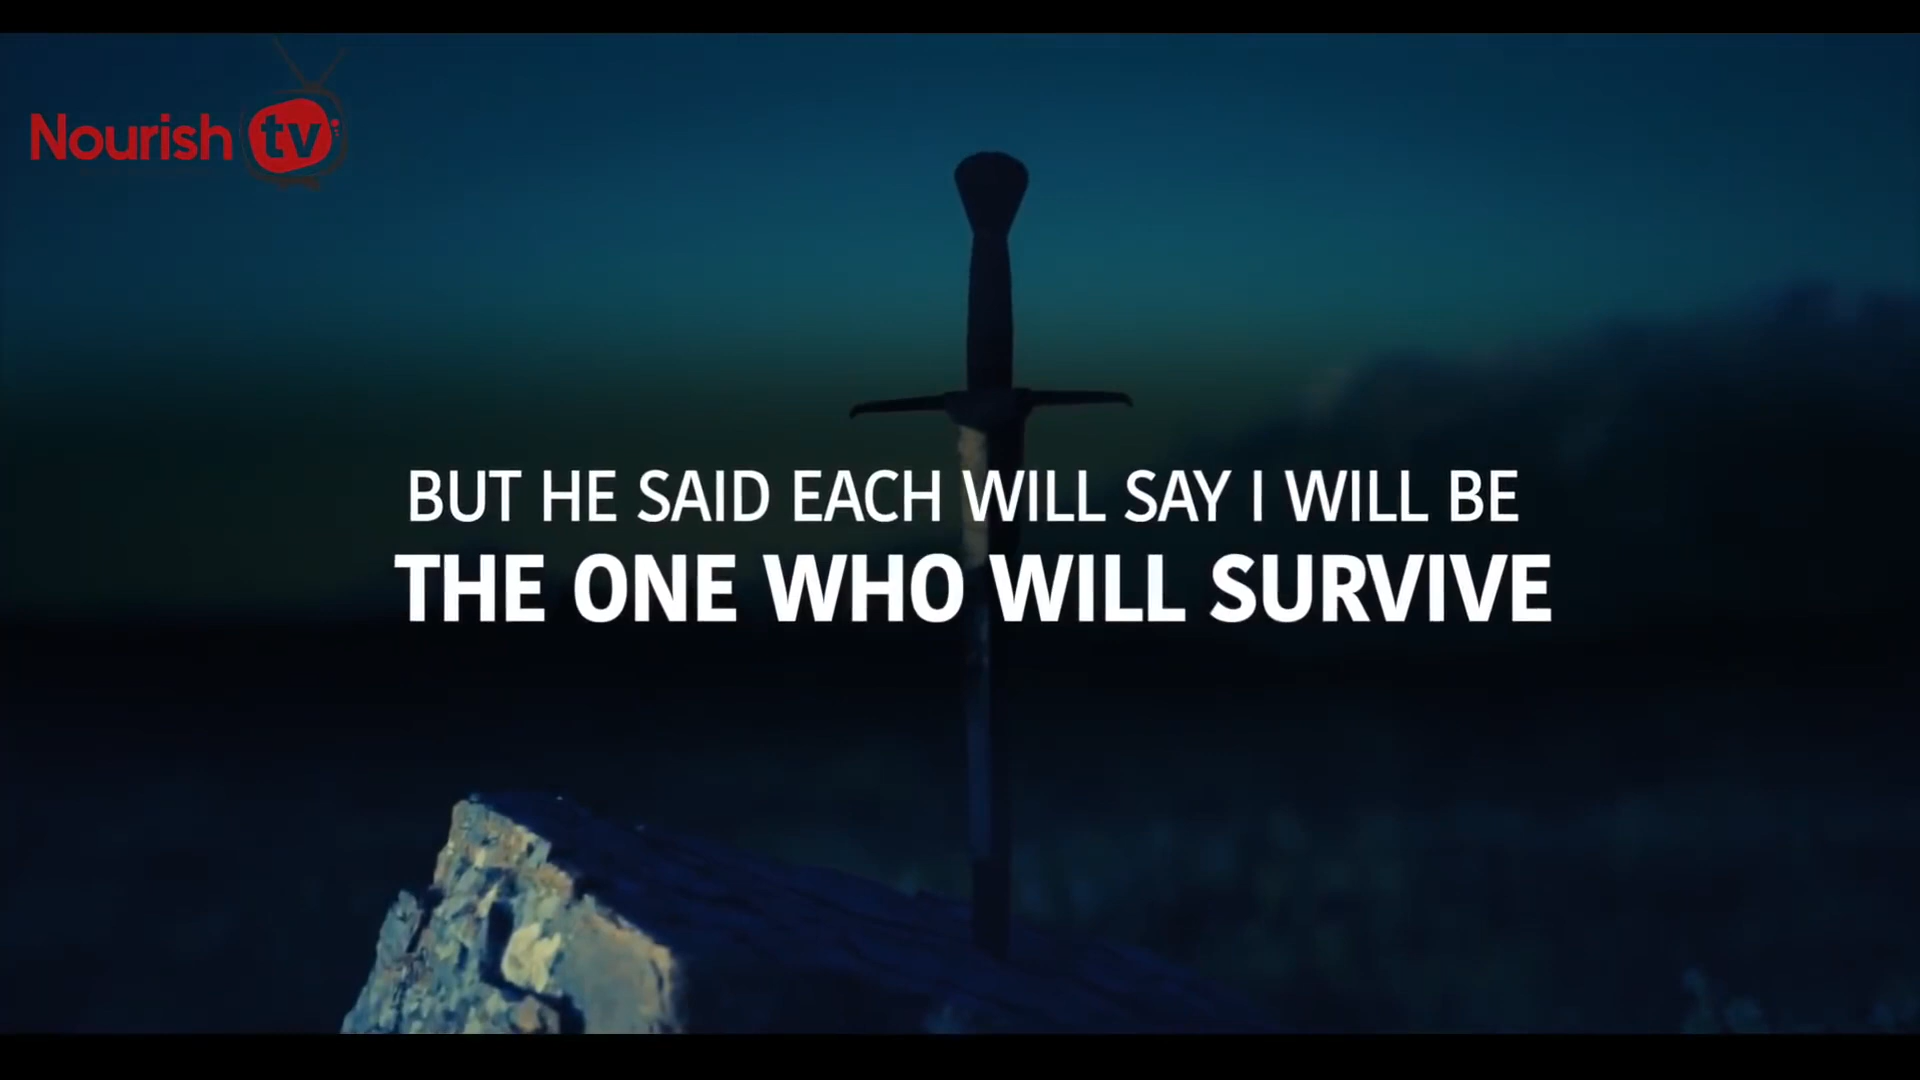 Nourish tv
BUT HE SAID EACH WILL SAY I WILL BE
THE ONE WHO WILL SURVIVE